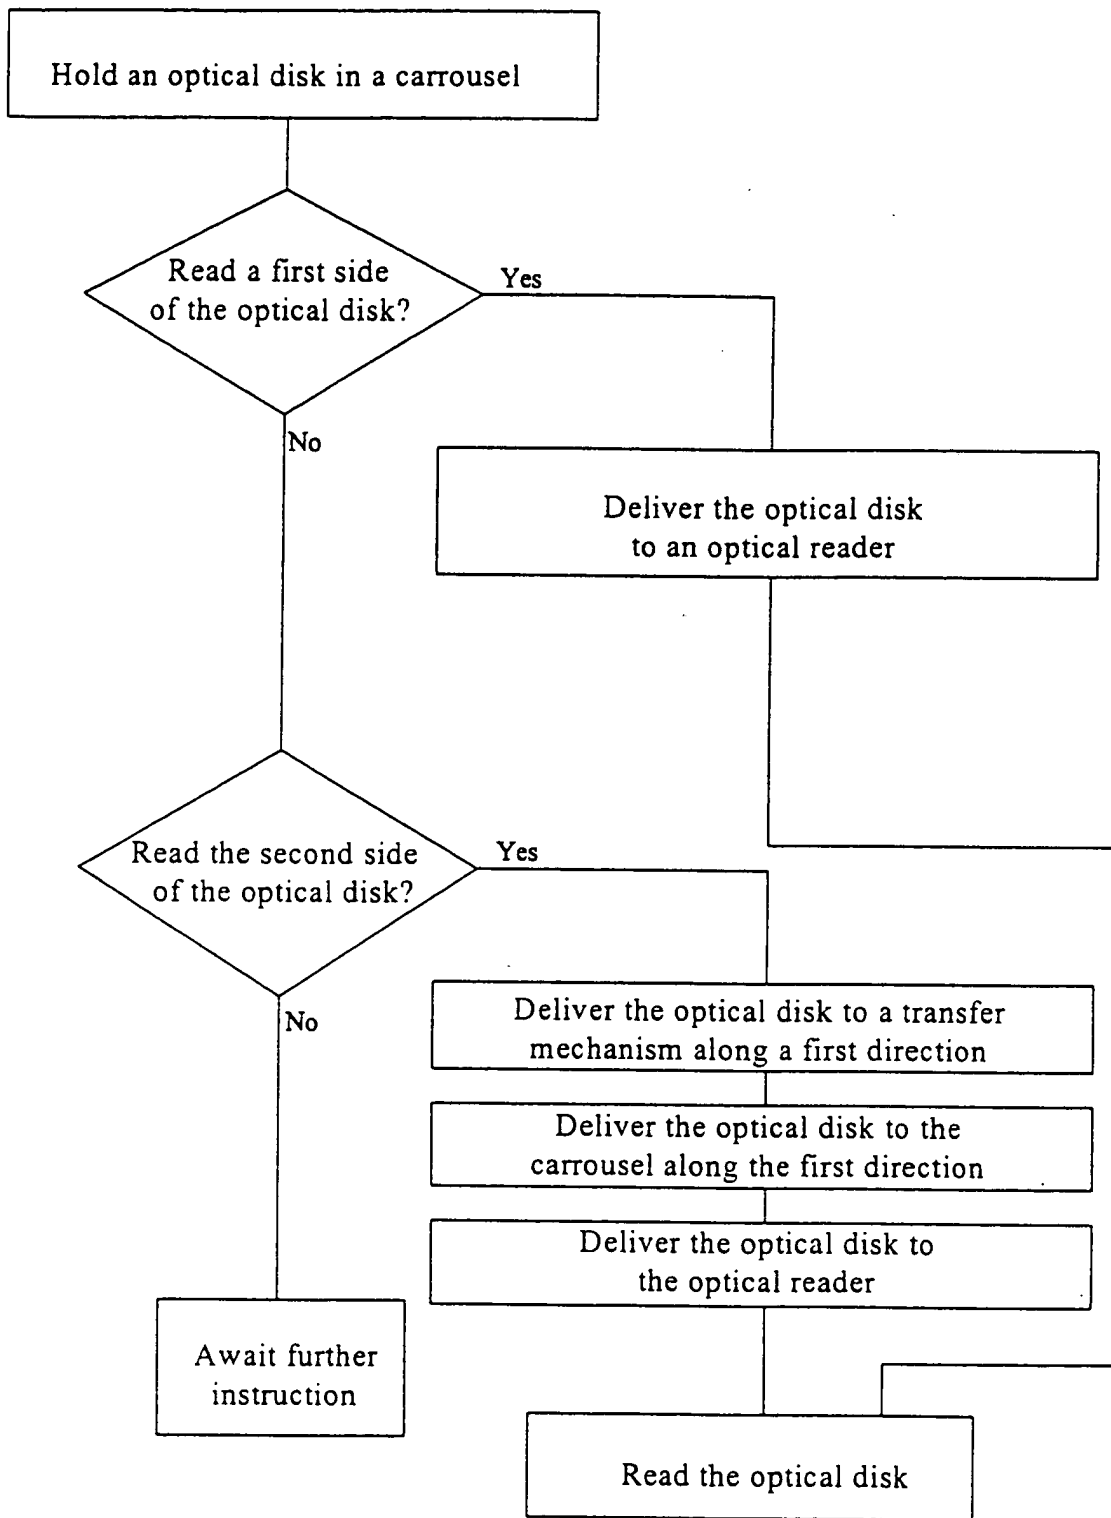 Hold an optical disk in a carrousel
Read a first side
of the optical disk?
Yes
No
Deliver the optical disk
to an optical reader
Read the second side
of the optical disk?
Yes
No
Deliver the optical disk to a transfer
mechanism along a first direction
Deliver the optical disk to the
carrousel along the first direction
Deliver the optical disk to
the optical reader
Await further
instruction
Read the optical disk